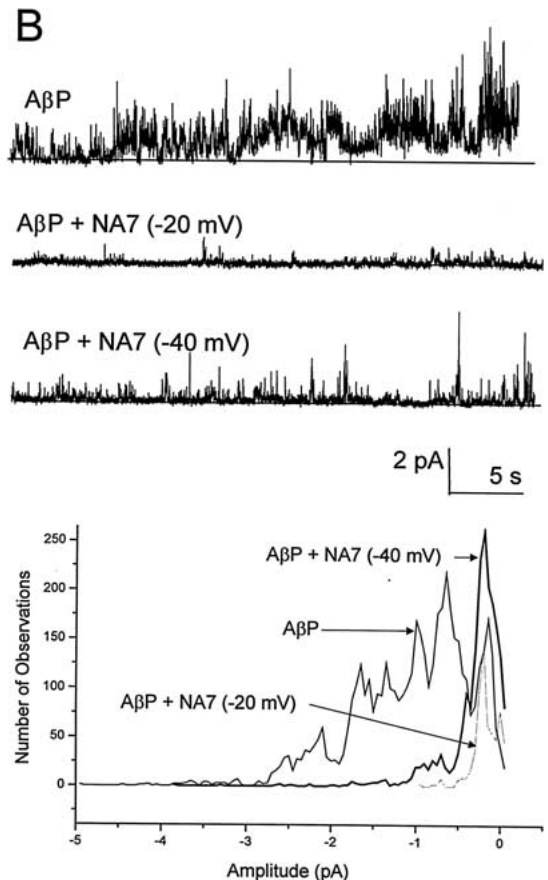 B
AβP
AβP + NA7 (-20 mV)
AβP + NA7 (-40 mV)
2 pA
5 s
250
200
150
100
50
0
Number of Observations
AβP + NA7 (-40 mV)
AβP
AβP + NA7 (-20 mV)
-5 -4 -3 -2 -1 0
Amplitude (pA)